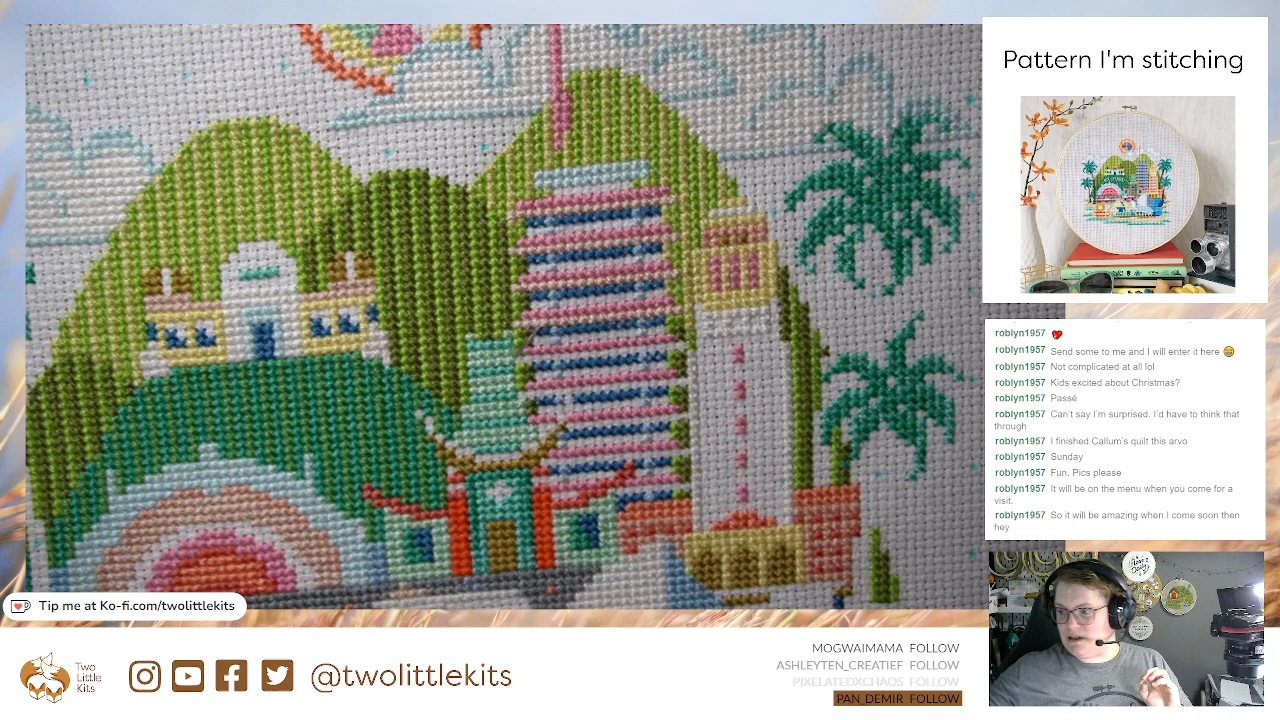 Pattern I'm stitching
roblyn1957
roblyn1957 Send some to me and I will enter it here
roblyn1957 Not complicated at all lol
roblyn1957 Kids excited about Christmas?
roblyn1957 Passé
roblyn1957 Can't say I'm surprised. I'd have to think that
through
roblyn1957 I finished Callum's quilt this arvo
roblyn1957 Sunday
roblyn1957 Fun. Pics please
roblyn1957 It will be on the menu when you come for a
visit.
roblyn1957 So it will be amazing when I come soon then
hey
Tip me at Ko-fi.com/twolittlekits
Two
Little
Kits
@twolittlekits
MOGWAIMAMA FOLLOW
ASHLEYTEN_CREATIEF FOLLOW
PIXELATEDXCHAOS FOLLOW
PAN_DEMIR FOLLOW